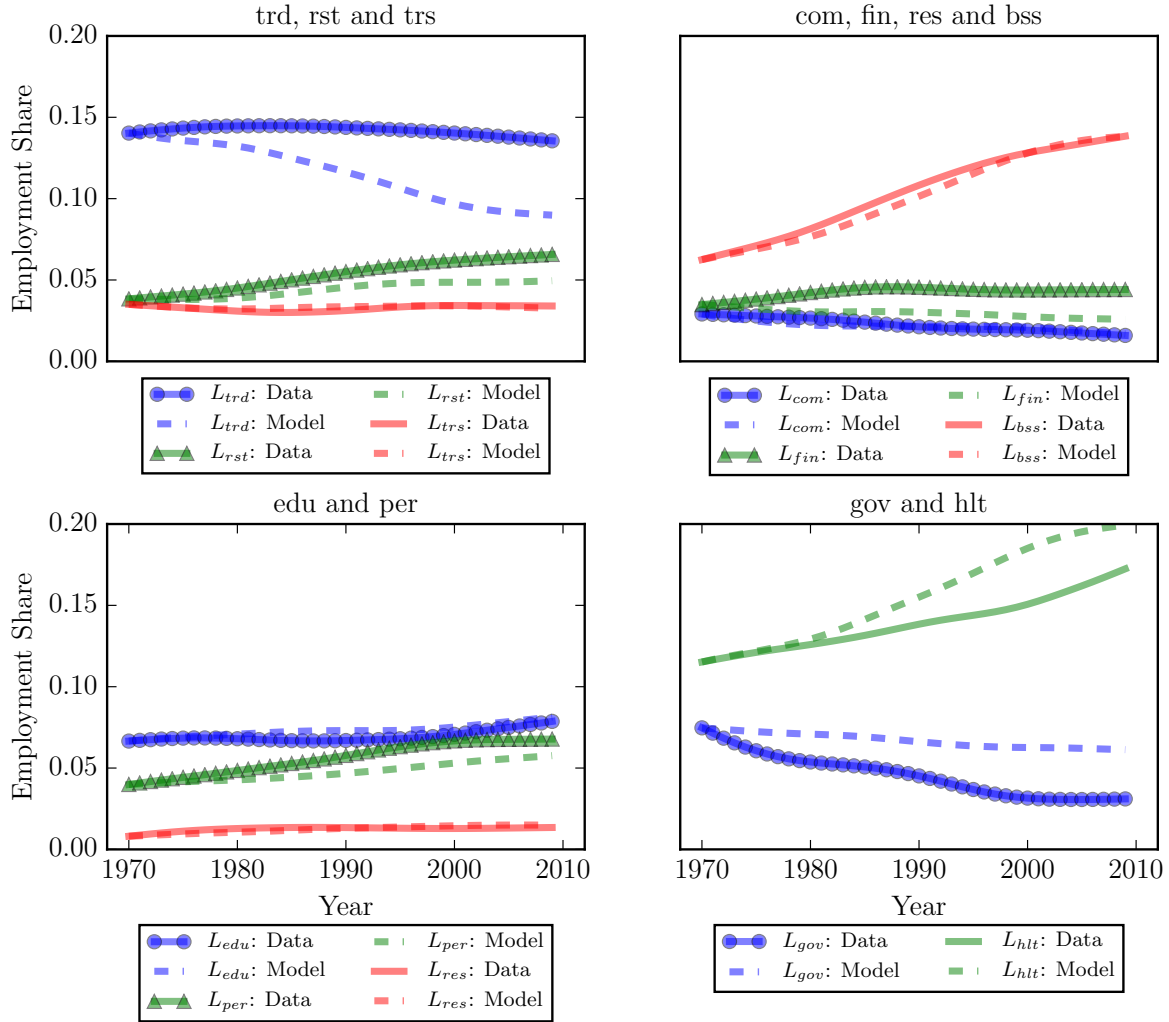 trd, rst and trs
com, fin, res and bss
Employment Share
0.20
0.15
0.10
0.05
0.00
L_trd: Data
L_trd: Model
L_rst: Data
L_rst: Model
L_trs: Data
L_trs: Model
L_com: Data
L_com: Model
L_fin: Data
L_fin: Model
L_bss: Data
L_bss: Model
edu and per
gov and hlt
Employment Share
0.20
0.15
0.10
0.05
0.00
1970 1980 1990 2000 2010
Year
1970 1980 1990 2000 2010
Year
L_edu: Data
L_edu: Model
L_per: Data
L_per: Model
L_res: Data
L_res: Model
L_gov: Data
L_gov: Model
L_hlt: Data
L_hlt: Model